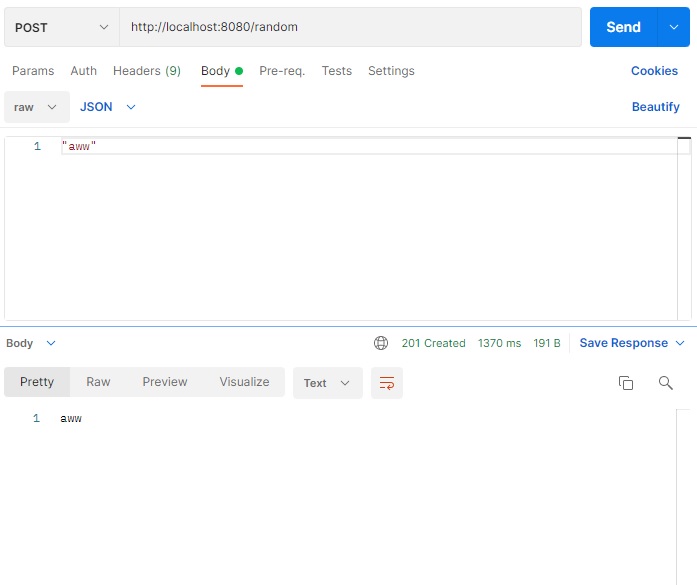 POST http://localhost:8080/random Send
Params Auth Headers (9) Body Pre-req. Tests Settings Cookies
raw JSON Beautify
1 "aww"
Body 201 Created 1370 ms 191 B Save Response
Pretty Raw Preview Visualize Text
1 aww